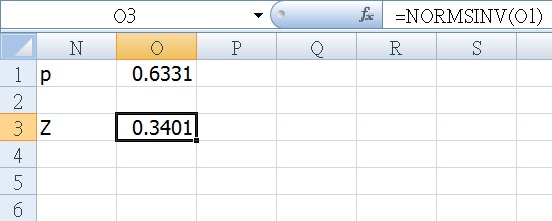 O3 fx =NORMSINV(O1)
N O P Q R S
1 p 0.6331
2
3 Z 0.3401
4
5
6